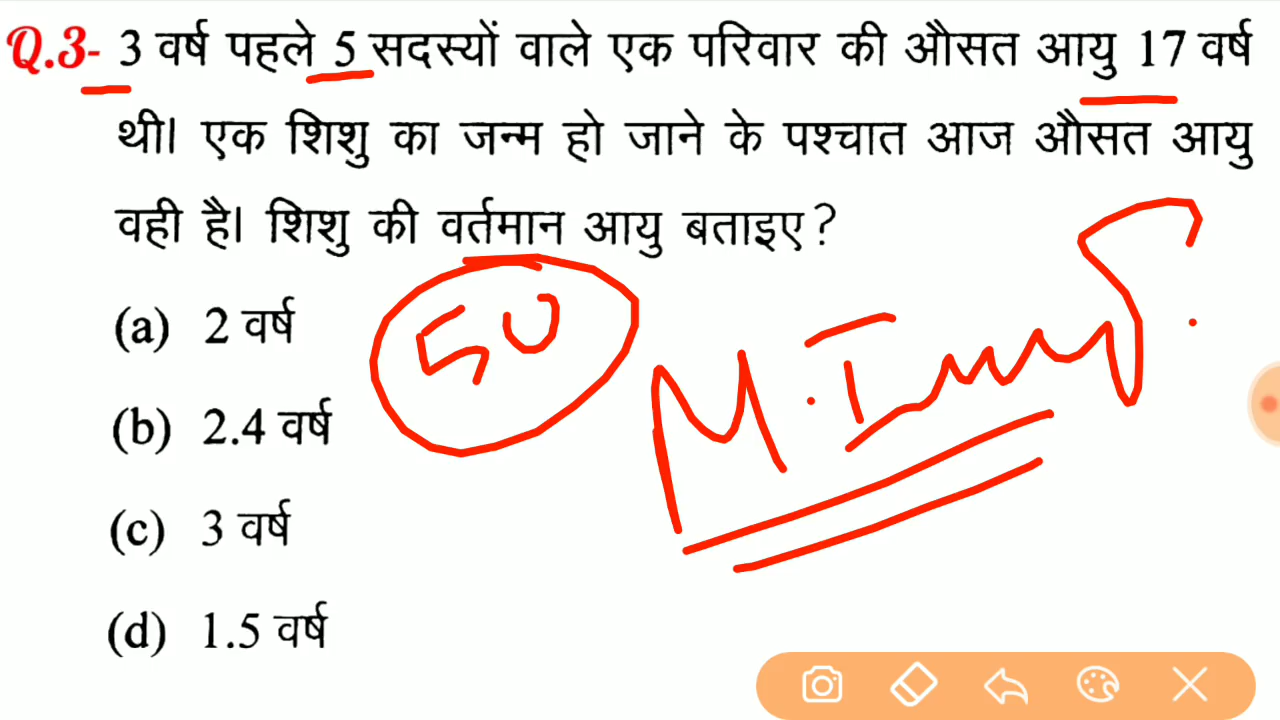 Q.3- 3 वर्ष पहले 5 सदस्यों वाले एक परिवार की औसत आयु 17 वर्ष
थी। एक शिशु का जन्म हो जाने के पश्चात आज औसत आयु
वही है। शिशु की वर्तमान आयु बताइए?
(a) 2 वर्ष
50
(b) 2.4 वर्ष
(c) 3 वर्ष
(d) 1.5 वर्ष